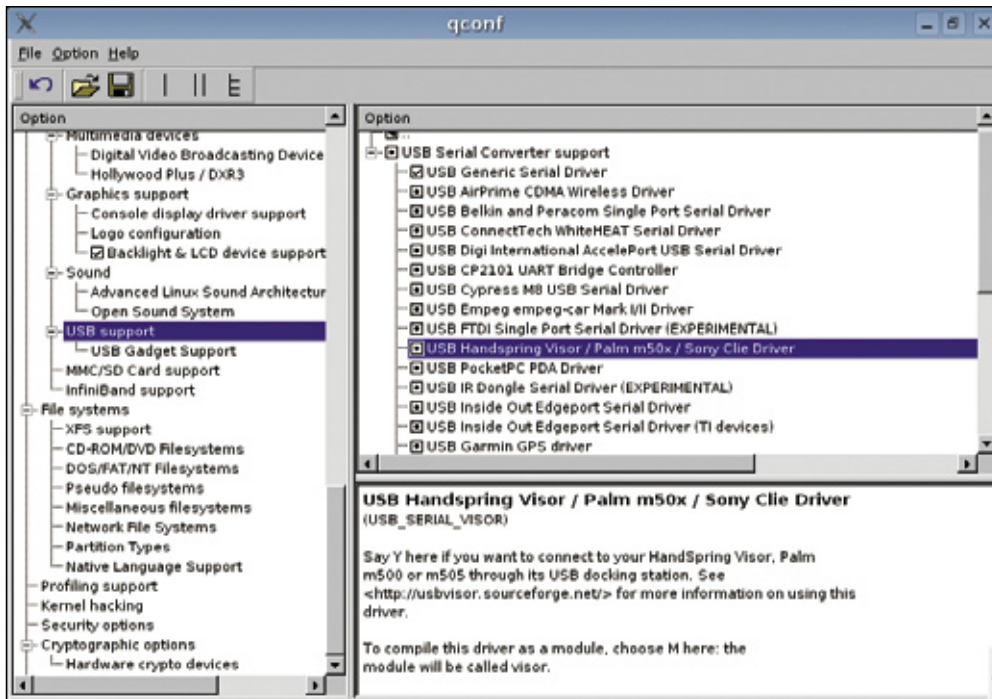 qconf
File Option Help
Option
Multimedia devices
Digital Video Broadcasting Device
Hollywood Plus / DXR3
Graphics support
Console display driver support
Logo configuration
Backlight & LCD device support
Sound
Advanced Linux Sound Architectur
Open Sound System
USB support
USB Gadget Support
MMC/SD Card support
InfiniBand support
File systems
XFS support
CD-ROM/DVD Filesystems
DOS/FAT/NT Filesystems
Pseudo filesystems
Miscellaneous filesystems
Network File Systems
Partition Types
Native Language Support
Profiling support
Kernel hacking
Security options
Cryptographic options
Hardware crypto devices
Option
..
USB Serial Converter support
USB Generic Serial Driver
USB AirPrime CDMA Wireless Driver
USB Belkin and Peracom Single Port Serial Driver
USB ConnectTech WhiteHEAT Serial Driver
USB Digi International AccelePort USB Serial Driver
USB CP2101 UART Bridge Controller
USB Cypress M8 USB Serial Driver
USB Empeg empeg-car Mark I/II Driver
USB FTDI Single Port Serial Driver (EXPERIMENTAL)
USB Handspring Visor / Palm m50x / Sony Clie Driver
USB PocketPC PDA Driver
USB IR Dongle Serial Driver (EXPERIMENTAL)
USB Inside Out Edgeport Serial Driver
USB Inside Out Edgeport Serial Driver (TI devices)
USB Garmin GPS driver
USB Handspring Visor / Palm m50x / Sony Clie Driver
(USB_SERIAL_VISOR)
Say Y here if you want to connect to your HandSpring Visor, Palm
m500 or m505 through its USB docking station. See
<http://usbvisor.sourceforge.net/> for more information on using this
driver.
To compile this driver as a module, choose M here: the
module will be called visor.